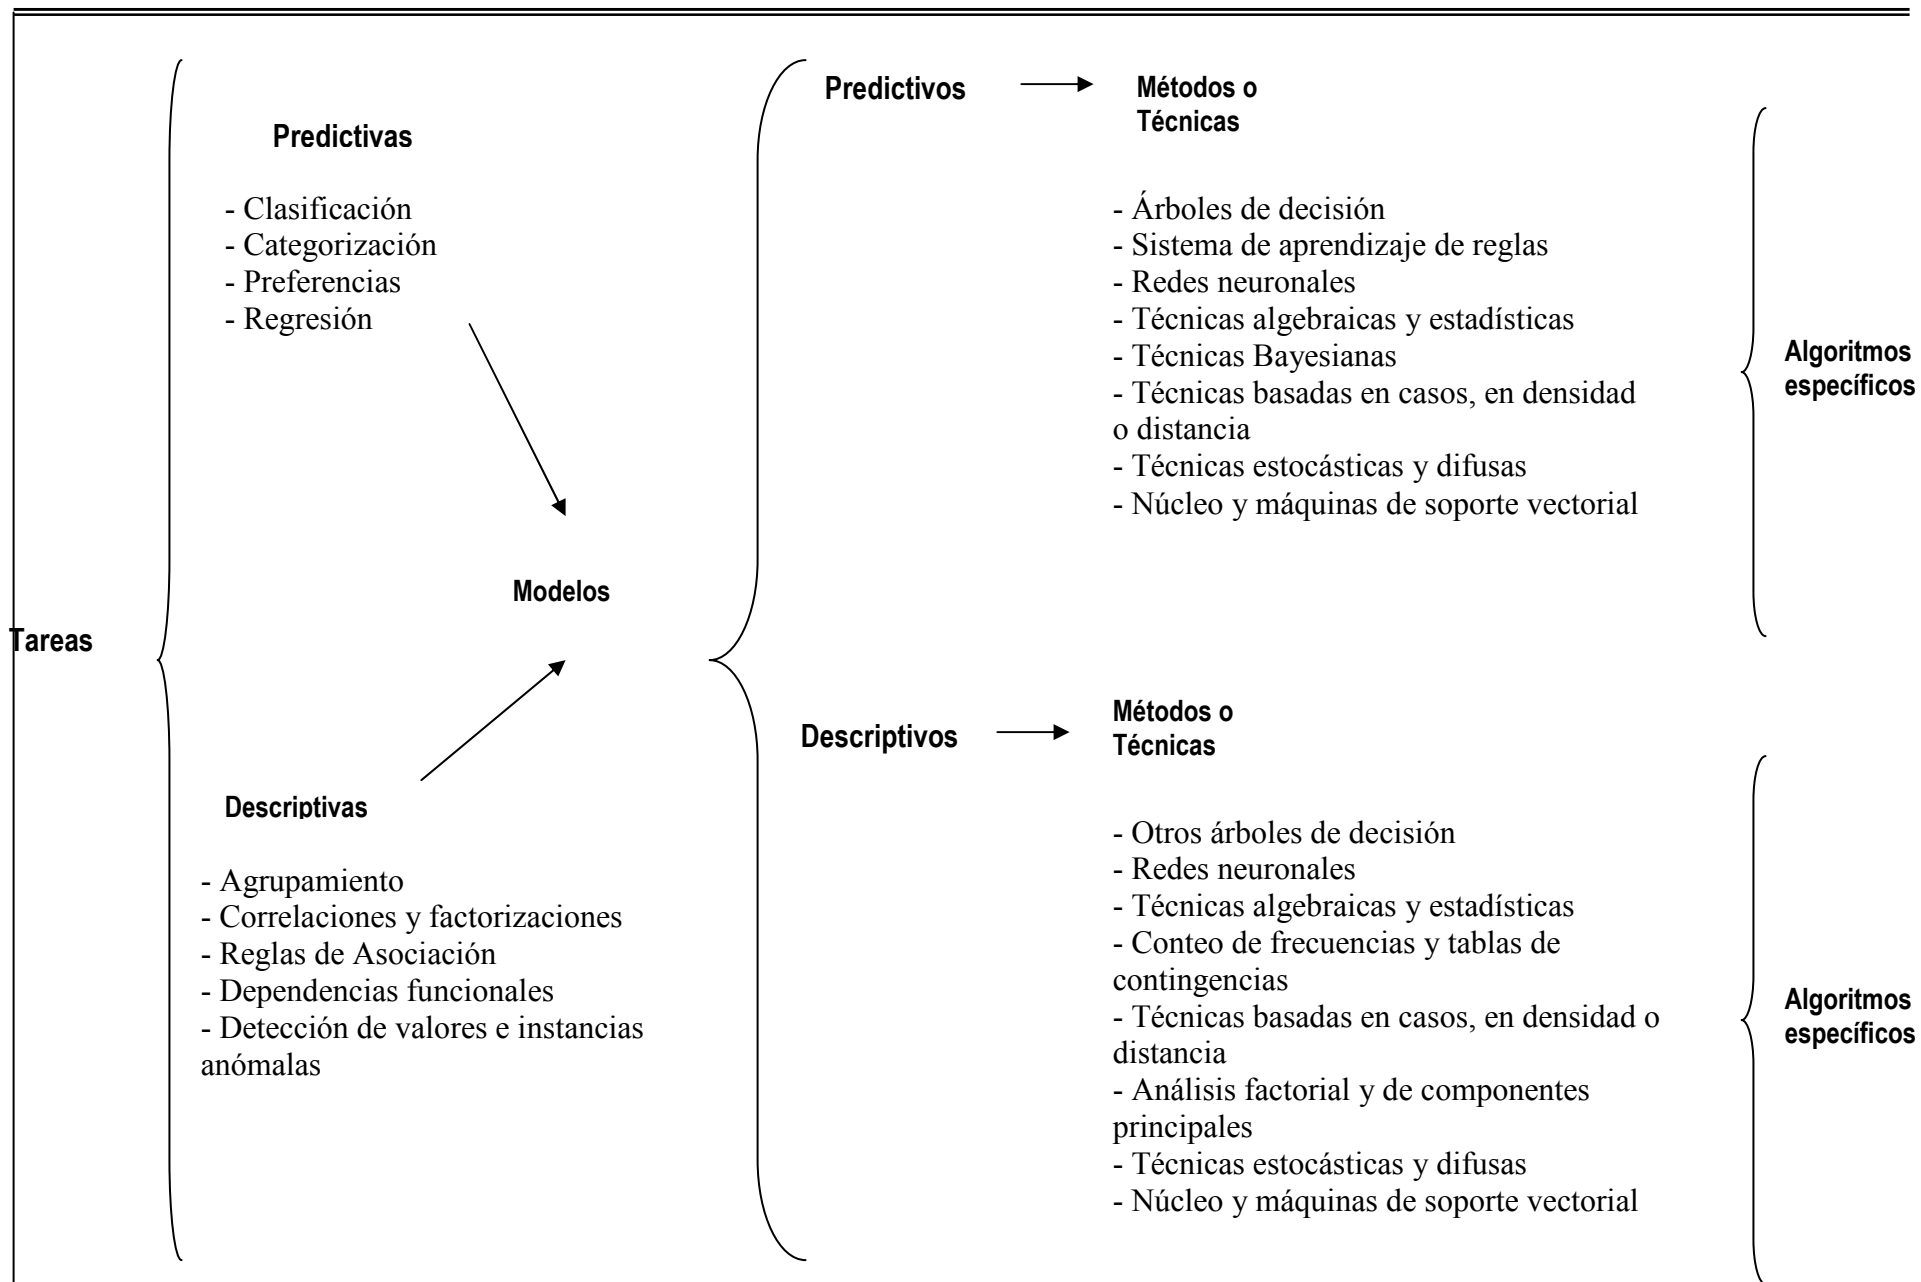 Tareas
Predictivas
- Clasificación
- Categorización
- Preferencias
- Regresión
Modelos
Descriptivas
- Agrupamiento
- Correlaciones y factorizaciones
- Reglas de Asociación
- Dependencias funcionales
- Detección de valores e instancias
anómalas
Predictivos
Métodos o
Técnicas
- Árboles de decisión
- Sistema de aprendizaje de reglas
- Redes neuronales
- Técnicas algebraicas y estadísticas
- Técnicas Bayesianas
- Técnicas basadas en casos, en densidad
o distancia
- Técnicas estocásticas y difusas
- Núcleo y máquinas de soporte vectorial
Algoritmos
específicos
Descriptivos
Métodos o
Técnicas
- Otros árboles de decisión
- Redes neuronales
- Técnicas algebraicas y estadísticas
- Conteo de frecuencias y tablas de
contingencias
- Técnicas basadas en casos, en densidad o
distancia
- Análisis factorial y de componentes
principales
- Técnicas estocásticas y difusas
- Núcleo y máquinas de soporte vectorial
Algoritmos
específicos